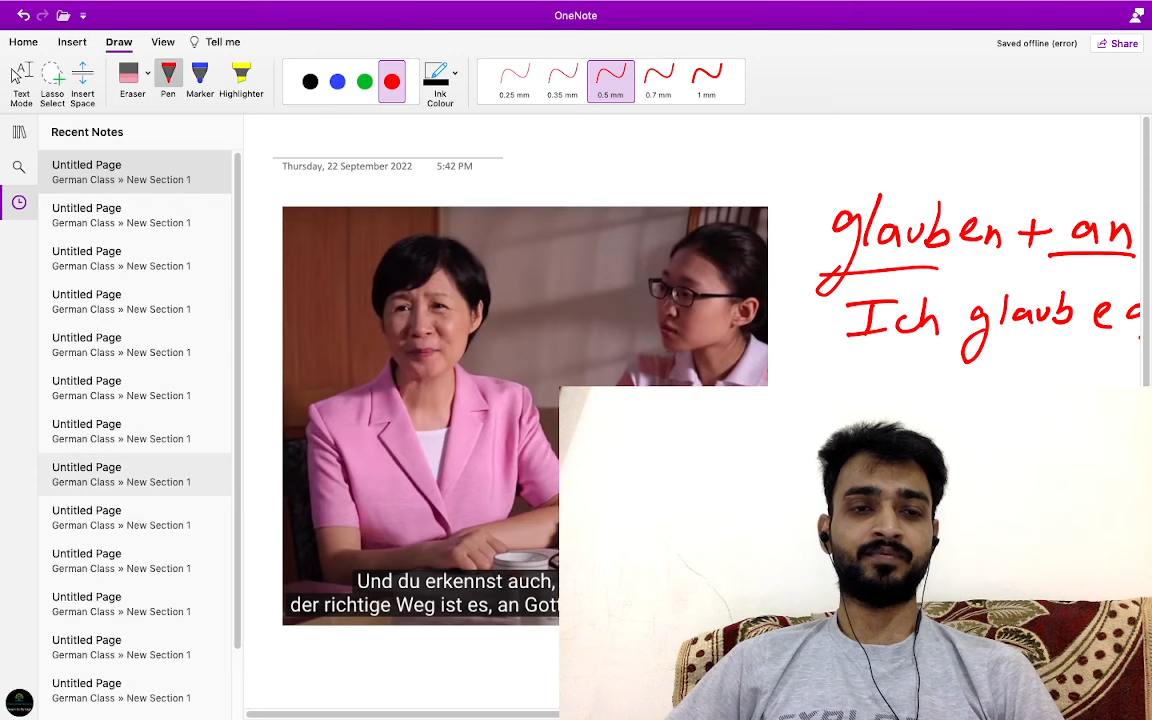 OneNote
Home Insert Draw View Tell me
Saved offline (error) Share
Text Mode
Lasso Select
Insert Space
Eraser
Pen
Marker
Highlighter
Ink Colour
0.25 mm 0.35 mm 0.5 mm 0.7 mm 1 mm
Recent Notes
Untitled Page
German Class » New Section 1
Untitled Page
German Class » New Section 1
Untitled Page
German Class » New Section 1
Untitled Page
German Class » New Section 1
Untitled Page
German Class » New Section 1
Untitled Page
German Class » New Section 1
Untitled Page
German Class » New Section 1
Untitled Page
German Class » New Section 1
Untitled Page
German Class » New Section 1
Untitled Page
German Class » New Section 1
Untitled Page
German Class » New Section 1
Untitled Page
German Class » New Section 1
Untitled Page
German Class » New Section 1
Thursday, 22 September 2022 5:42 PM
glauben + an
Ich glaube
Und du erkennst auch,
der richtige Weg ist es, an Gott